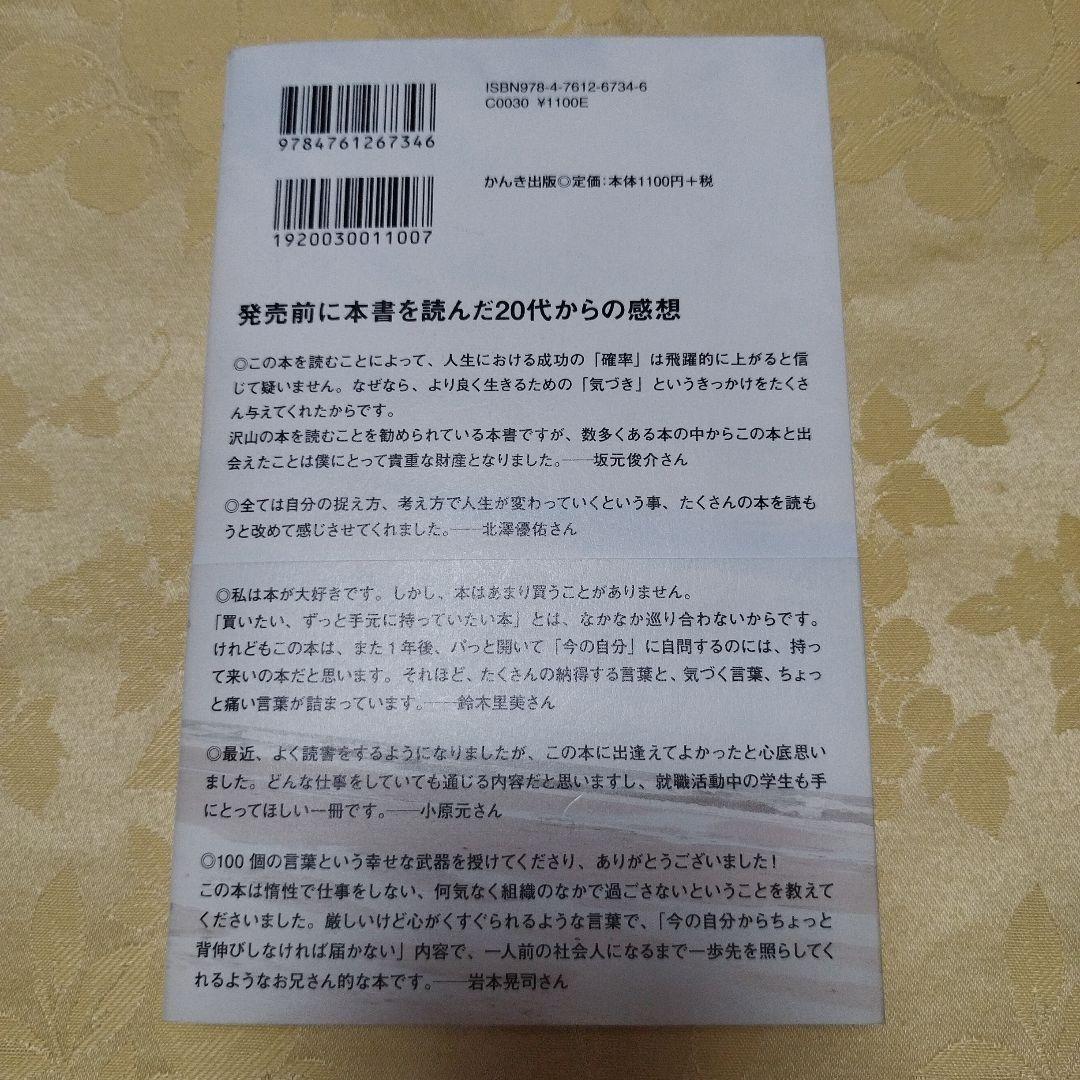 ISBN978-4-7612-6734-6
C0030 ¥1100E
9784761267346
かんき出版◎定価:本体1100円+税
1920030011007
発売前に本書を読んだ20代からの感想
◎この本を読むことによって、人生における成功の「確率」は飛躍的に上がると信
じて疑いません。なぜなら、より良く生きるための「気づき」というきっかけをたくさ
ん与えてくれたからです。
沢山の本を読むことを勧められている本書ですが、数多くある本の中からこの本と出
会えたことは僕にとって貴重な財産となりました。──坂元俊介さん
◎全ては自分の捉え方、考え方で人生が変わっていくという事、たくさんの本を読も
うと改めて感じさせてくれました。──北澤優佑さん
◎私は本が大好きです。しかし、本はあまり買うことがありません。
「買いたい、ずっと手元に持っていたい本」とは、なかなか巡り合わないからです。
けれどもこの本は、また1年後、パっと開いて「今の自分」に自問するのには、持っ
て来いの本だと思います。それほど、たくさんの納得する言葉と、気づく言葉、ちょっ
と痛い言葉が詰まっています。──鈴木里美さん
◎最近、よく読書をするようになりましたが、この本に出逢えてよかったと心底思い
ました。どんな仕事をしていても通じる内容だと思いますし、就職活動中の学生も手
にとってほしい一冊です。──小原元さん
◎100個の言葉という幸せな武器を授けてくださり、ありがとうございました!
この本は惰性で仕事をしない、何気なく組織のなかで過ごさないということを教えて
くださいました。厳しいけど心がくすぐられるような言葉で、「今の自分からちょっと
背伸びしなければ届かない」内容で、一人前の社会人になるまで一歩先を照らしてく
れるようなお兄さん的な本です。──岩本晃司さん